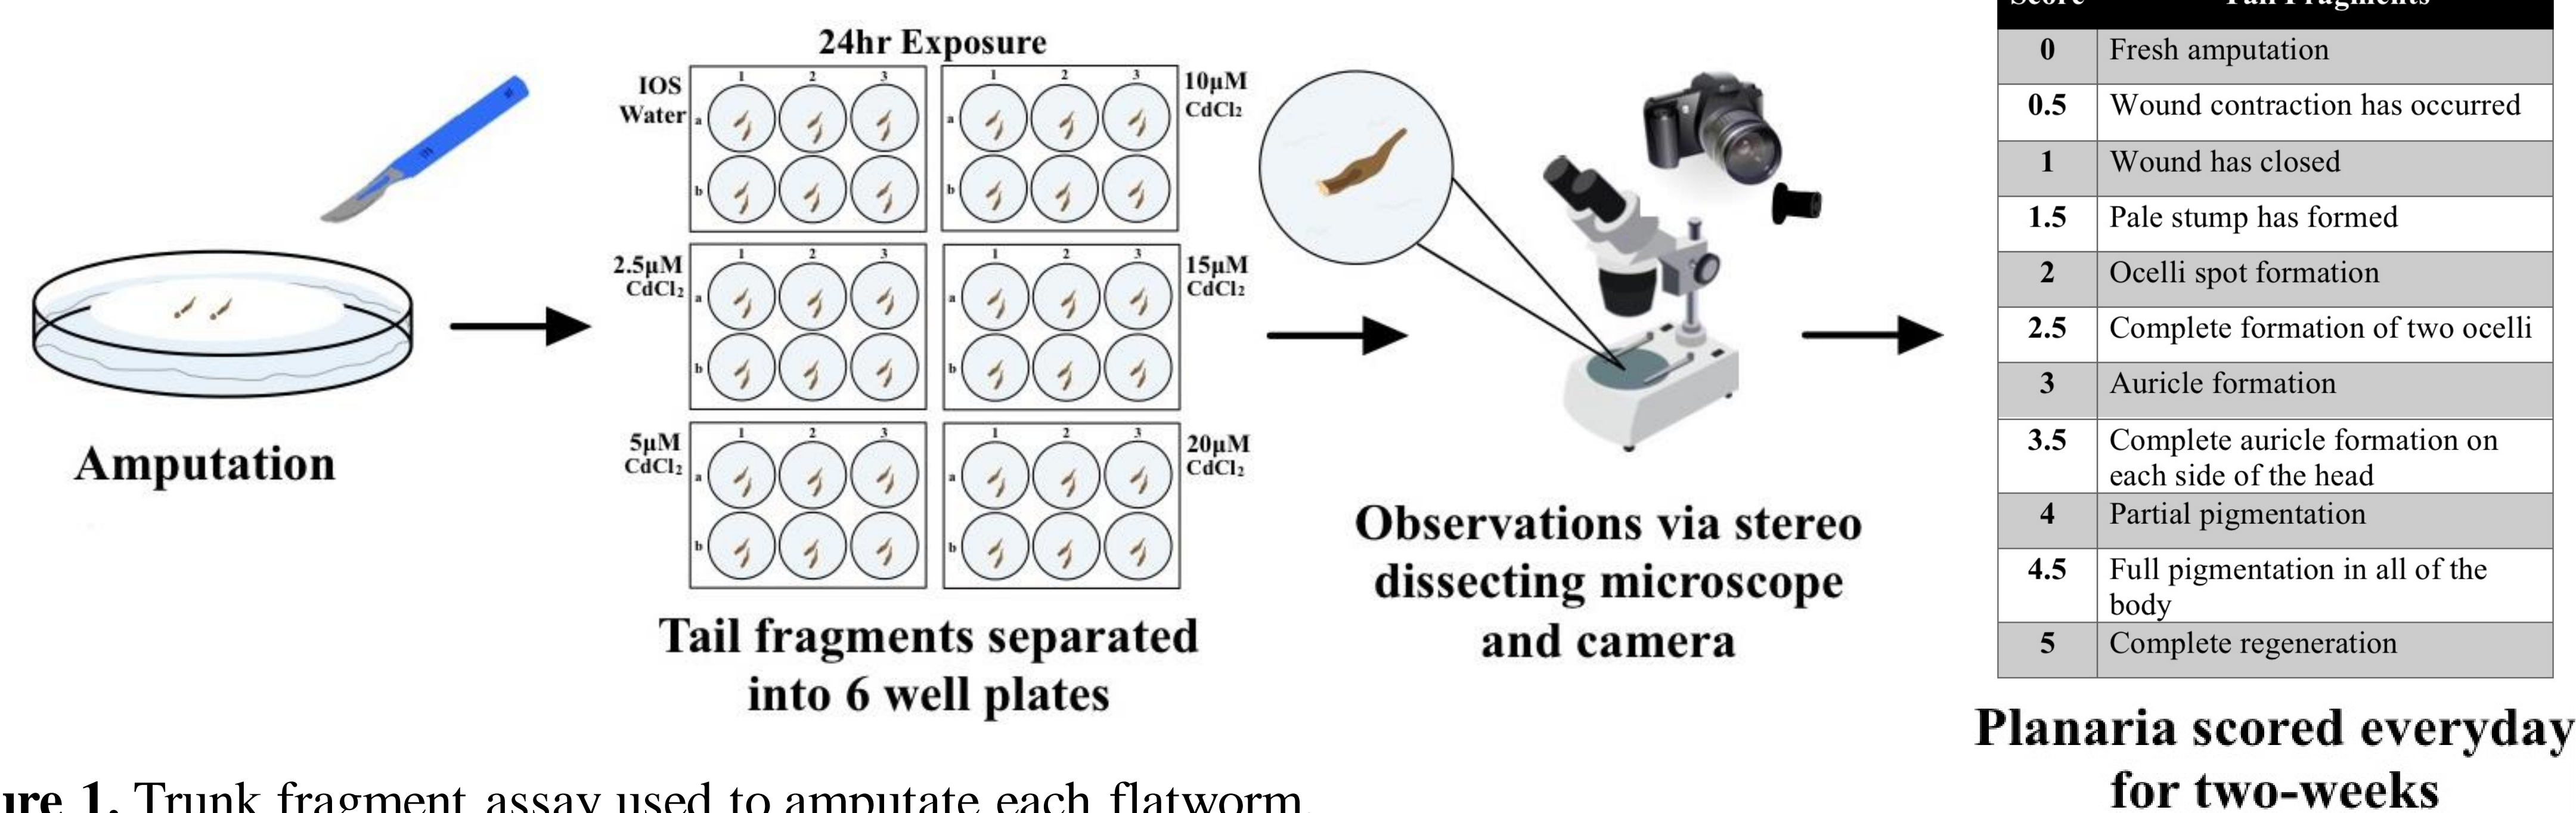 24hr Exposure
IOS
Water
1 2 3
a
b
1 2 3
a
b
10μM
CdCl₂
2.5μM
CdCl₂
1 2 3
a
b
1 2 3
a
b
15μM
CdCl₂
5μM
CdCl₂
1 2 3
a
b
1 2 3
a
b
20μM
CdCl₂
Amputation
Tail fragments separated
into 6 well plates
Observations via stereo
dissecting microscope
and camera
Score Tail Fragments
0 Fresh amputation
0.5 Wound contraction has occurred
1 Wound has closed
1.5 Pale stump has formed
2 Ocelli spot formation
2.5 Complete formation of two ocelli
3 Auricle formation
3.5 Complete auricle formation on
each side of the head
4 Partial pigmentation
4.5 Full pigmentation in all of the
body
5 Complete regeneration
Planaria scored everyday
for two-weeks
ure 1. Trunk fragment assay used to amputate each flatworm.